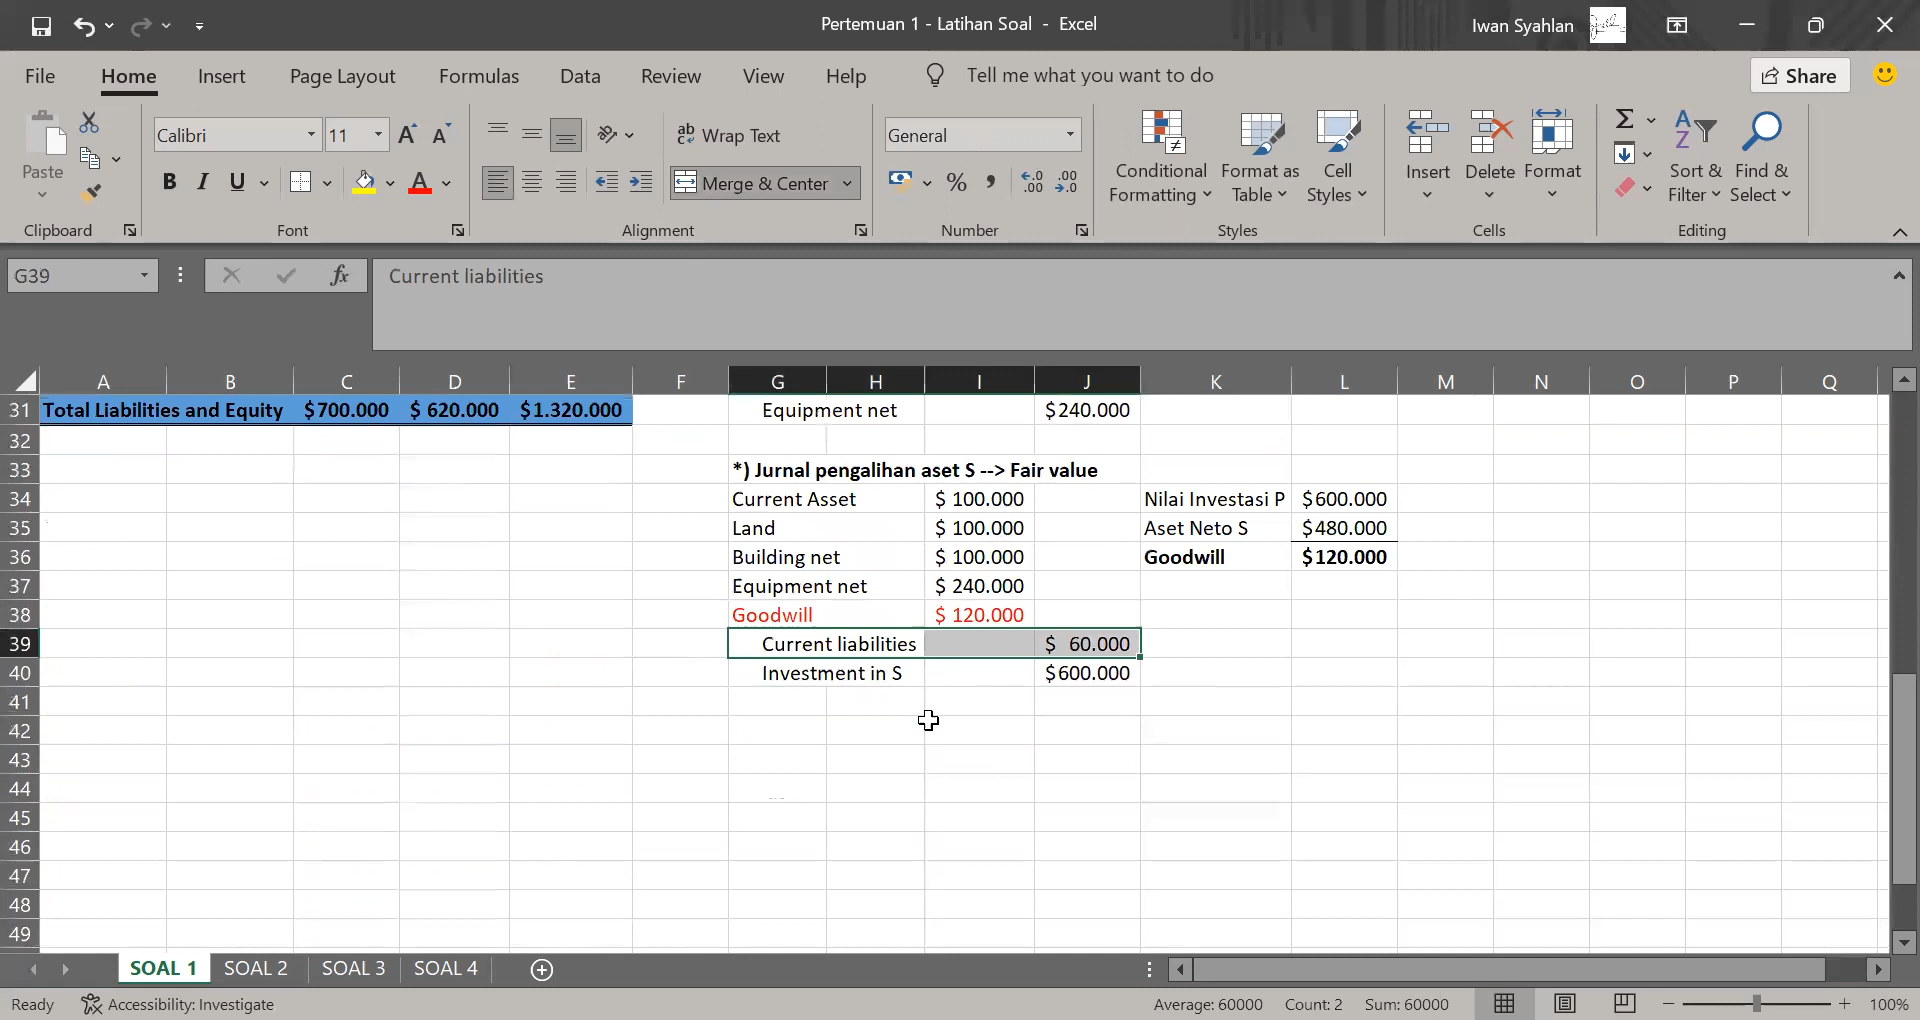 Pertemuan 1 - Latihan Soal - Excel
Iwan Syahlan
File Home Insert Page Layout Formulas Data Review View Help Tell me what you want to do Share
Paste
Clipboard
Calibri 11
B I U
Font
Wrap Text
Merge & Center
Alignment
General
Number
Conditional Formatting
Format as Table
Cell Styles
Styles
Insert Delete Format
Cells
Sort & Filter
Find & Select
Editing
G39 fx Current liabilities
A B C D E F G H I J K L M N O P Q
31 Total Liabilities and Equity $700.000 $ 620.000 $1.320.000 Equipment net $240.000
32
33 *) Jurnal pengalihan aset S --> Fair value
34 Current Asset $ 100.000 Nilai Investasi P $600.000
35 Land $ 100.000 Aset Neto S $480.000
36 Building net $ 100.000 Goodwill $120.000
37 Equipment net $ 240.000
38 Goodwill $ 120.000
39 Current liabilities $ 60.000
40 Investment in S $600.000
41
42
43
44
45
46
47
48
49
SOAL 1 SOAL 2 SOAL 3 SOAL 4
Ready Accessibility: Investigate Average: 60000 Count: 2 Sum: 60000 100%